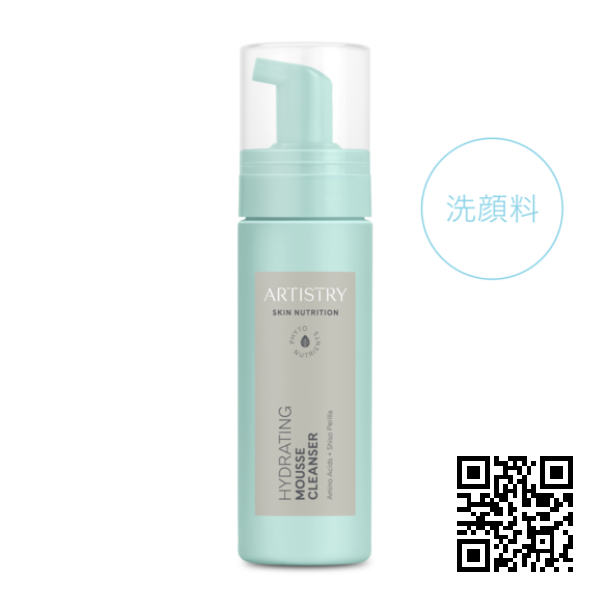 洗顔料
ARTISTRY
SKIN NUTRITION
PHYTO
NUTRIENTS
HYDRATING
MOUSSE
CLEANSER
Amino Acids + Shiso Perilla